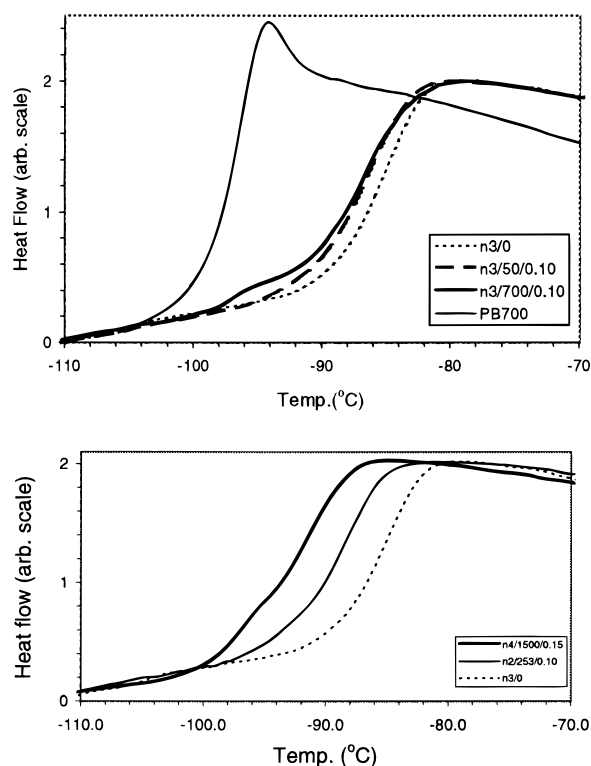 Heat Flow (arb. scale)
2
1
0
n3/0
n3/50/0.10
n3/700/0.10
PB700
-110 -100 -90 -80 -70
Temp.(°C)
Heat flow (arb. scale)
2
1
0
n4/1500/0.15
n2/253/0.10
n3/0
-110.0 -100.0 -90.0 -80.0 -70.0
Temp. (°C)